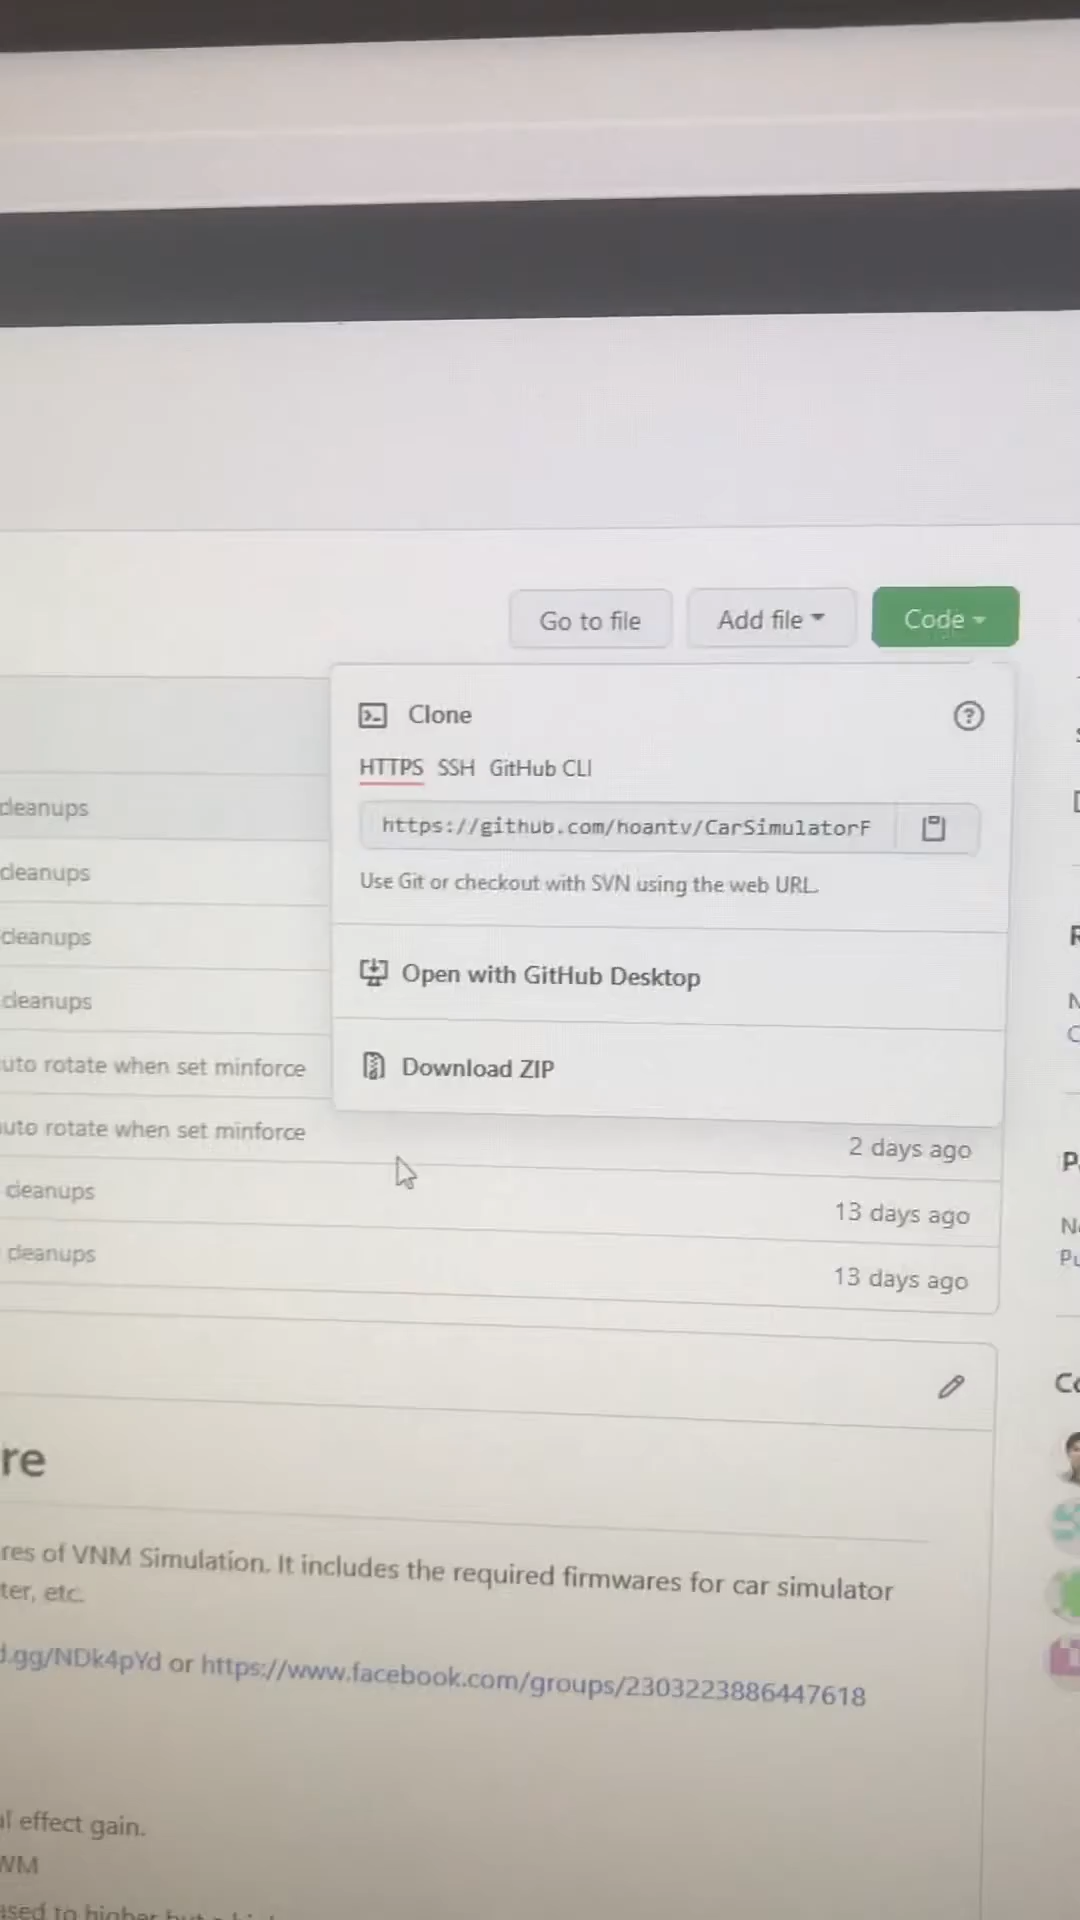 Go to file
Add file
Code
Clone
HTTPS SSH GitHub CLI
https://github.com/hoantv/CarSimulatorF
Use Git or checkout with SVN using the web URL.
cleanups
cleanups
cleanups
cleanups
Open with GitHub Desktop
uto rotate when set minforce
Download ZIP
uto rotate when set minforce
2 days ago
cleanups
13 days ago
cleanups
13 days ago
re
res of VNM Simulation. It includes the required firmwares for car simulator
ter, etc.
d.gg/NDk4pYd or https://www.facebook.com/groups/2303223886447618
l effect gain.
WM